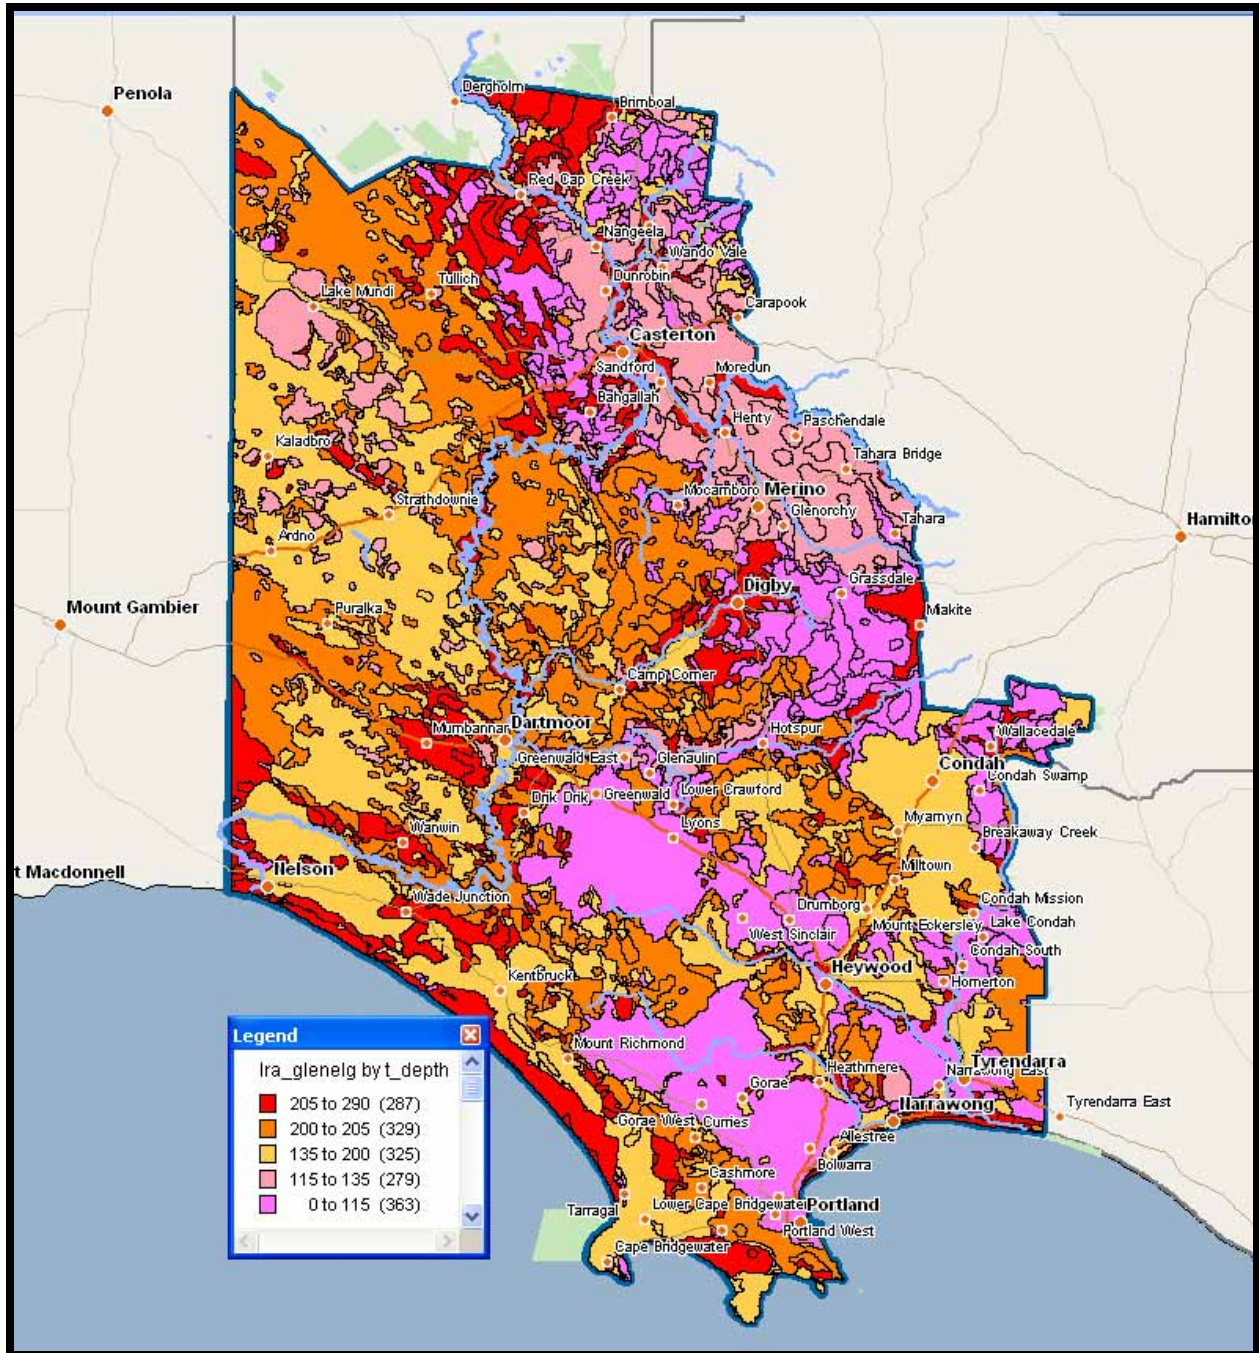 Penola
Dergholm
Brimboal
Red Cap Creek
Nangeela
Wando Vale
Dunrobin
Tullich
Lake Mundi
Carapook
Casterton
Sandford
Moredun
Bahgallah
Henty
Paschendale
Kaladbro
Tahara Bridge
Mocamboro
Merino
Strathdownie
Glenorchy
Tahara
Hamilto
Ardno
Grassdale
Digby
Mount Gambier
Puralka
Miakite
Camp Corner
Dartmoor
Mumbannar
Hotspur
Wallacedale
Greenwald East
Glenaulin
Condah
Condah Swamp
Drik Drik
Greenwald
Lower Crawford
Lyons
Myamyn
Breakaway Creek
Wanwin
t Macdonnell
Nelson
Milltown
Wade Junction
Drumborg
Condah Mission
Mount Eckersley
Lake Condah
West Sinclair
Condah South
Heywood
Homerton
Kentbruck
Legend
lra_glenelg by t_depth
205 to 290 (287)
200 to 205 (329)
135 to 200 (325)
115 to 135 (279)
0 to 115 (363)
Mount Richmond
Tyrendarra
Narrawong East
Heathmere
Gorae
Narrawong
Tyrendarra East
Gorae West
Curries
Allestree
Bolwarra
Cashmore
Tarragal
Lower Cape Bridgewater
Portland
Portland West
Cape Bridgewater